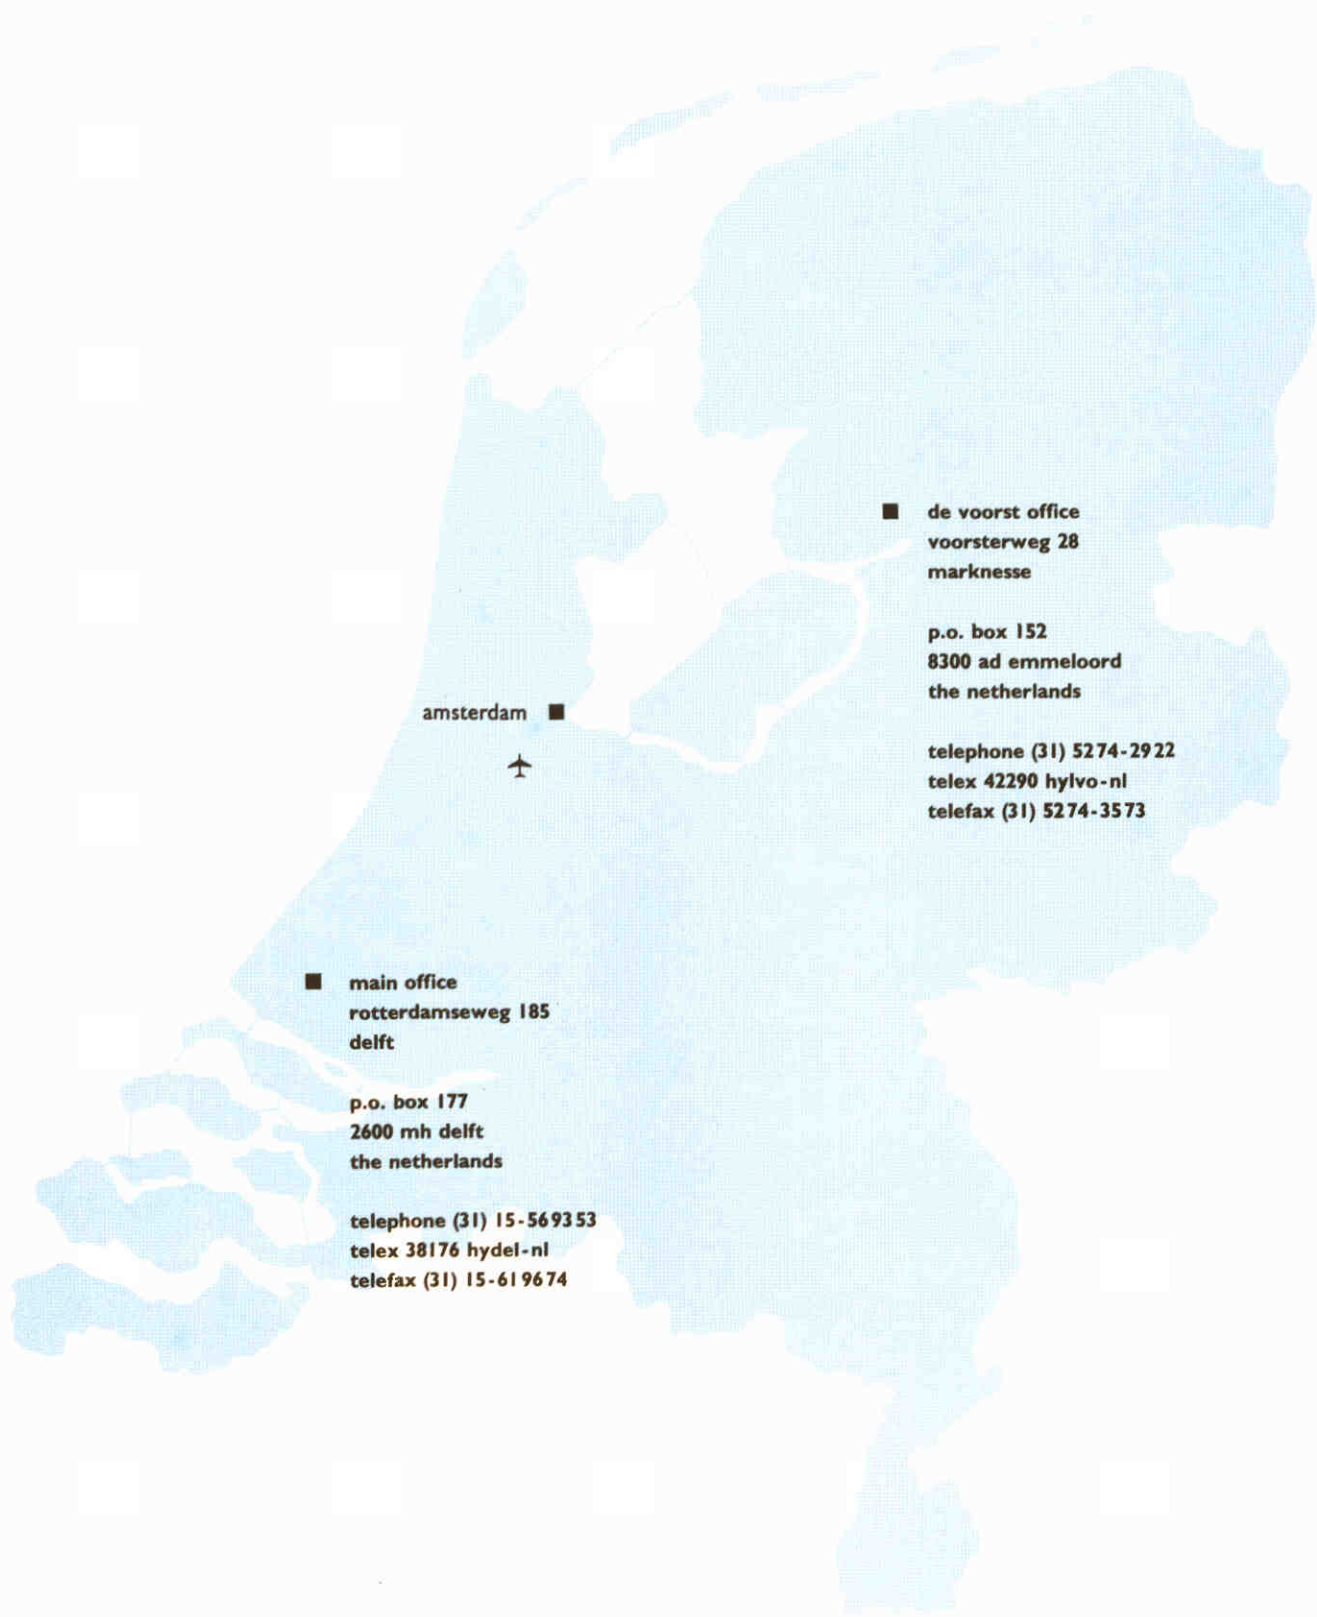 de voorst office
voorsterweg 28
marknesse
p.o. box 152
8300 ad emmeloord
the netherlands
telephone (31) 5274-2922
telex 42290 hylvo-nl
telefax (31) 5274-3573
amsterdam
main office
rotterdamseweg 185
delft
p.o. box 177
2600 mh delft
the netherlands
telephone (31) 15-569353
telex 38176 hydel-nl
telefax (31) 15-619674